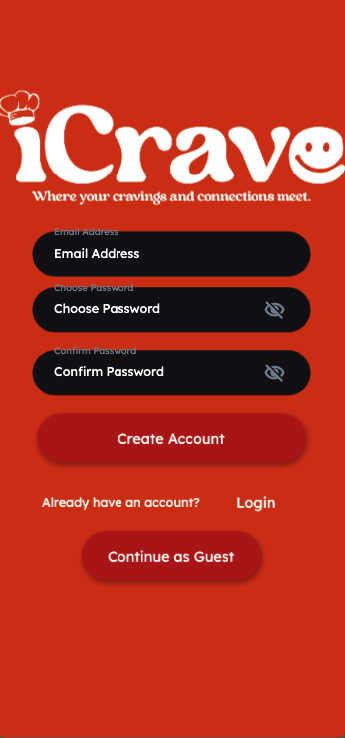 iCrave
Where your cravings and connections meet.
Email Address
Email Address
Choose Password
Choose Password
Confirm Password
Confirm Password
Create Account
Already have an account? Login
Continue as Guest